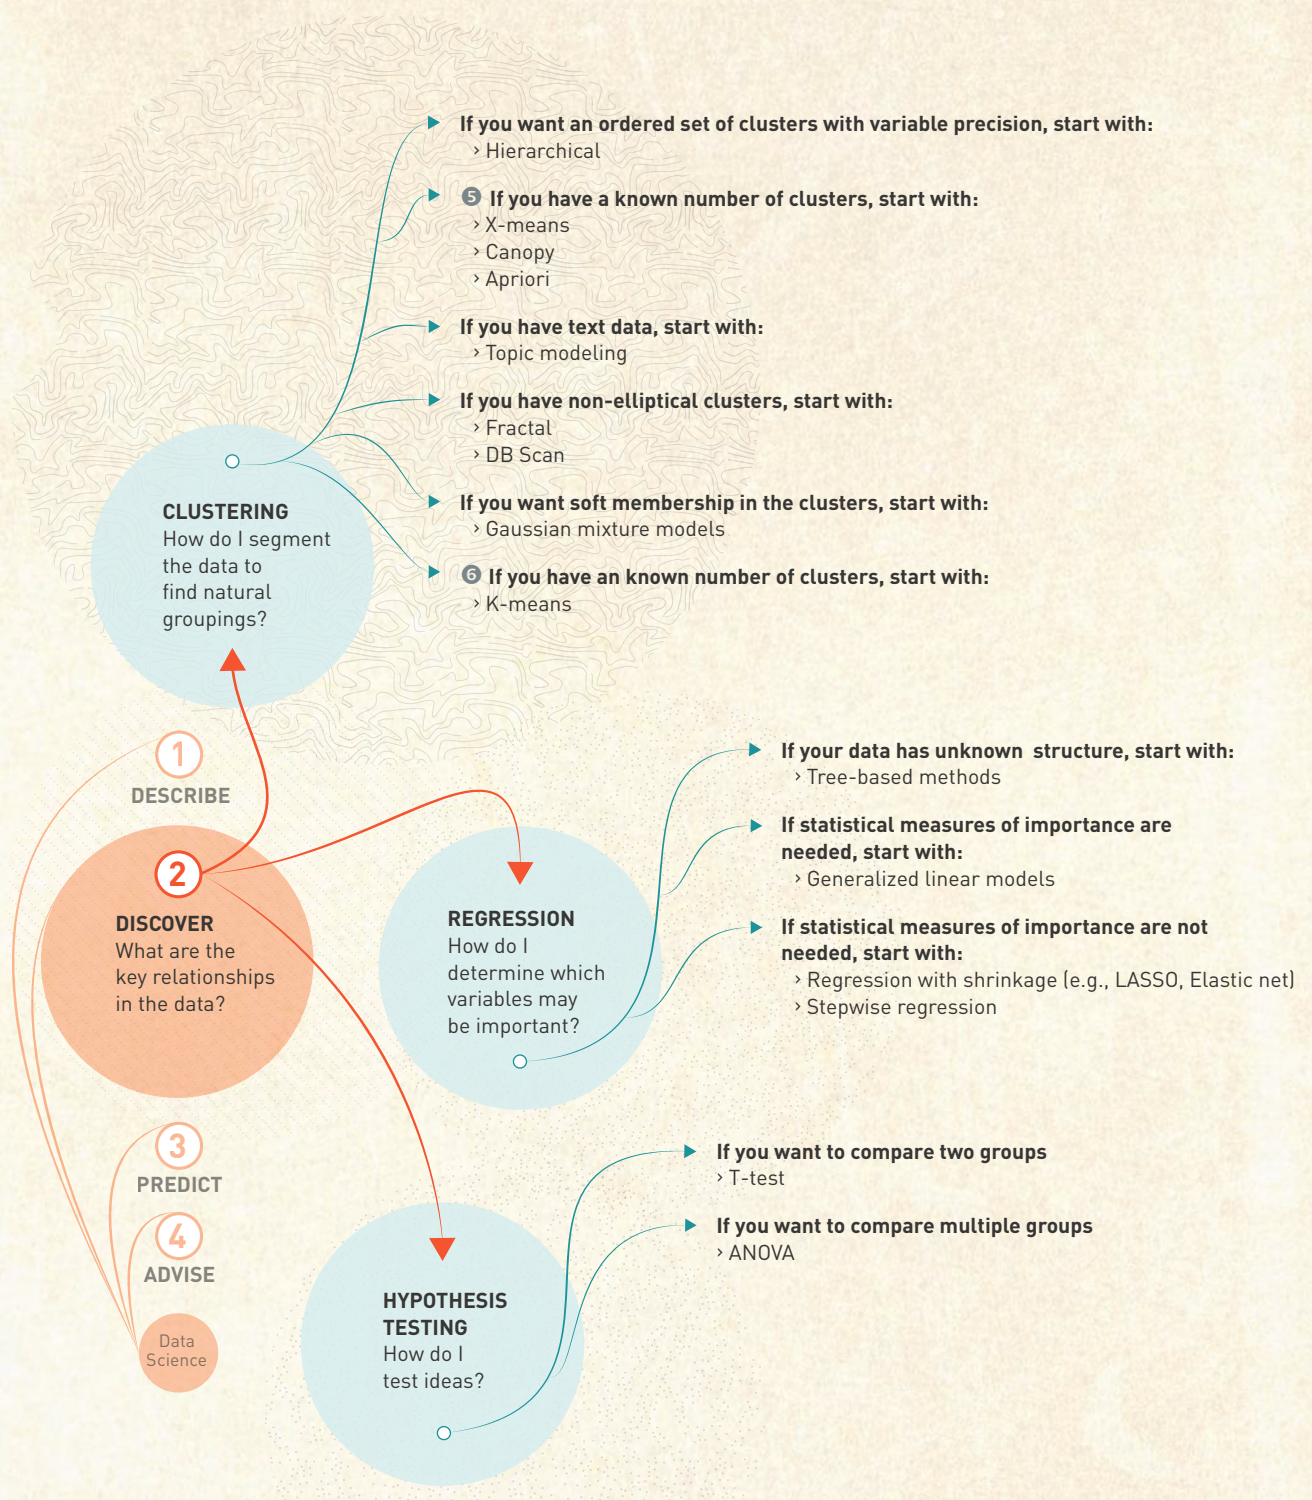 If you want an ordered set of clusters with variable precision, start with:
› Hierarchical
5 If you have a known number of clusters, start with:
› X-means
› Canopy
› Apriori
If you have text data, start with:
› Topic modeling
If you have non-elliptical clusters, start with:
› Fractal
› DB Scan
If you want soft membership in the clusters, start with:
› Gaussian mixture models
6 If you have an known number of clusters, start with:
› K-means
CLUSTERING
How do I segment
the data to
find natural
groupings?
1
DESCRIBE
2
DISCOVER
What are the
key relationships
in the data?
REGRESSION
How do I
determine which
variables may
be important?
If your data has unknown  structure, start with:
› Tree-based methods
If statistical measures of importance are
needed, start with:
› Generalized linear models
If statistical measures of importance are not
needed, start with:
› Regression with shrinkage (e.g., LASSO, Elastic net)
› Stepwise regression
3
PREDICT
4
ADVISE
Data
Science
HYPOTHESIS
TESTING
How do I
test ideas?
If you want to compare two groups
› T-test
If you want to compare multiple groups
› ANOVA